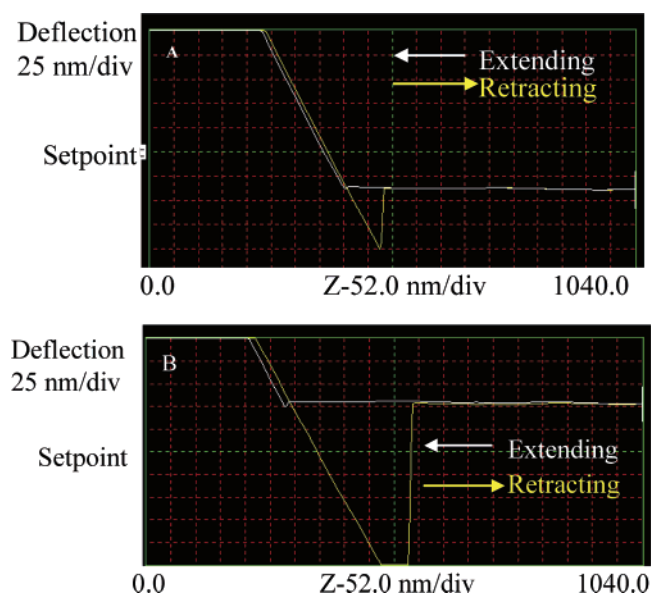 Deflection
25 nm/div
A
Extending
Retracting
Setpoint
0.0 Z-52.0 nm/div 1040.0
Deflection
25 nm/div
B
Extending
Setpoint
Retracting
0.0 Z-52.0 nm/div 1040.0